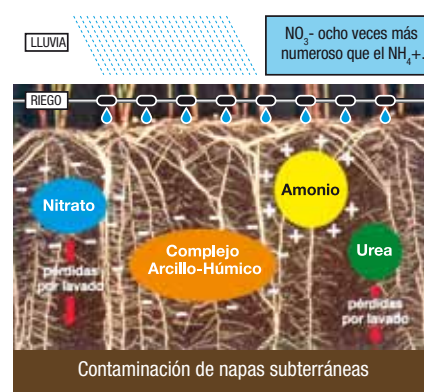 LLUVIA
NO₃- ocho veces más
numeroso que el NH₄+.
RIEGO
Nitrato
Amonio
Complejo
Arcillo-Húmico
Urea
pérdidas
por lavado
pérdidas
por lavado
Contaminación de napas subterráneas